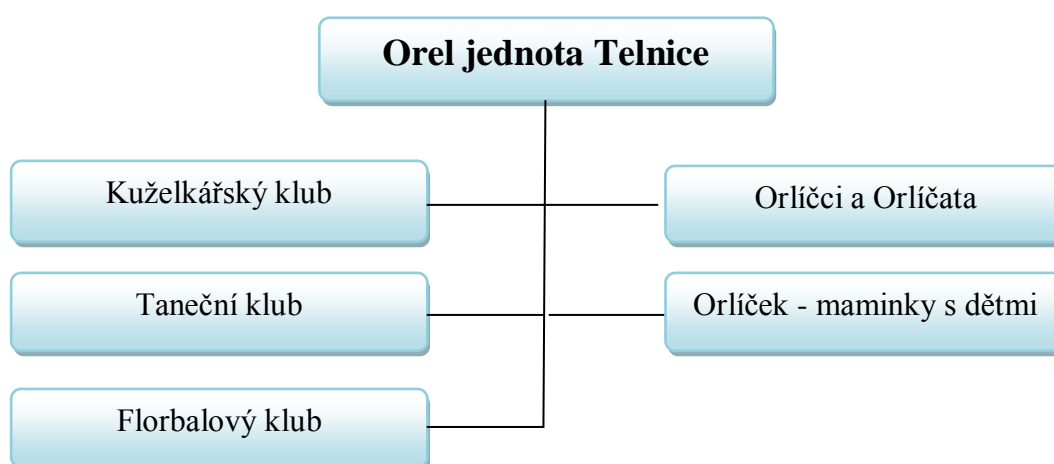 Orel jednota Telnice
Kuželkářský klub
Orlíčci a Orlíčata
Taneční klub
Orlíček - maminky s dětmi
Florbalový klub